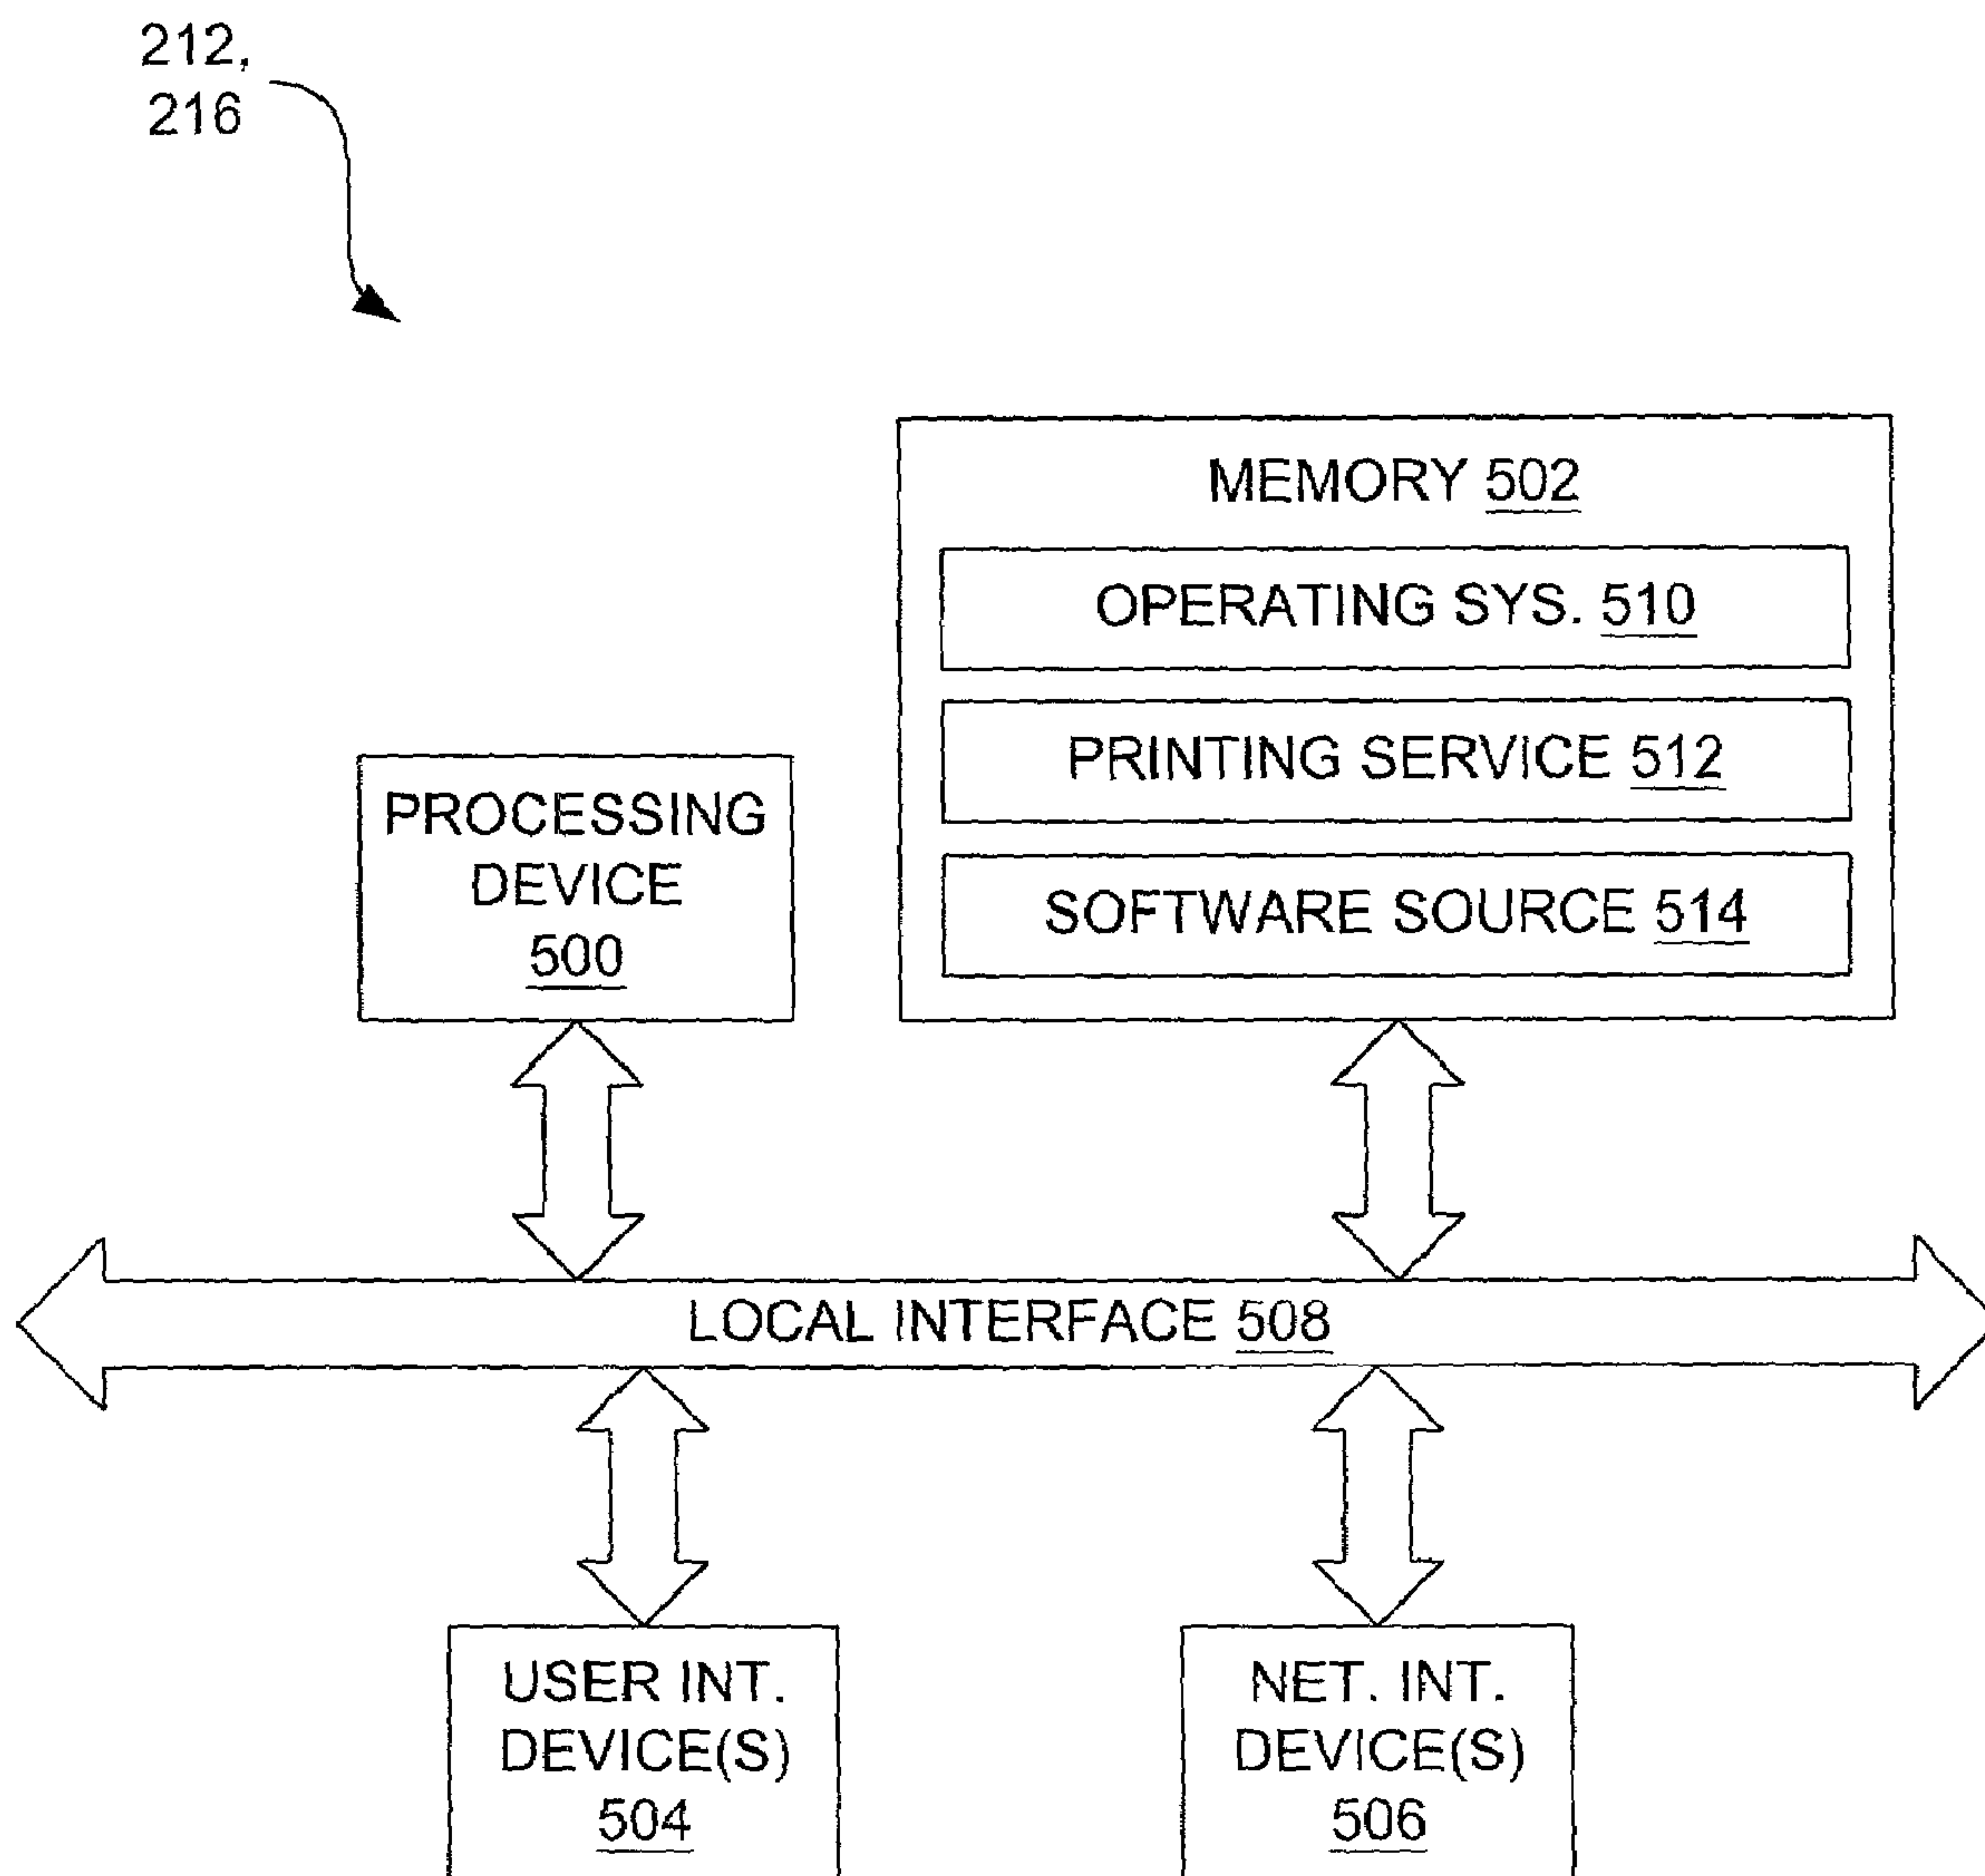 212,
216
MEMORY 502
OPERATING SYS. 510
PRINTING SERVICE 512
SOFTWARE SOURCE 514
PROCESSING
DEVICE
500
LOCAL INTERFACE 508
USER INT.
DEVICE(S)
504
NET. INT.
DEVICE(S)
506